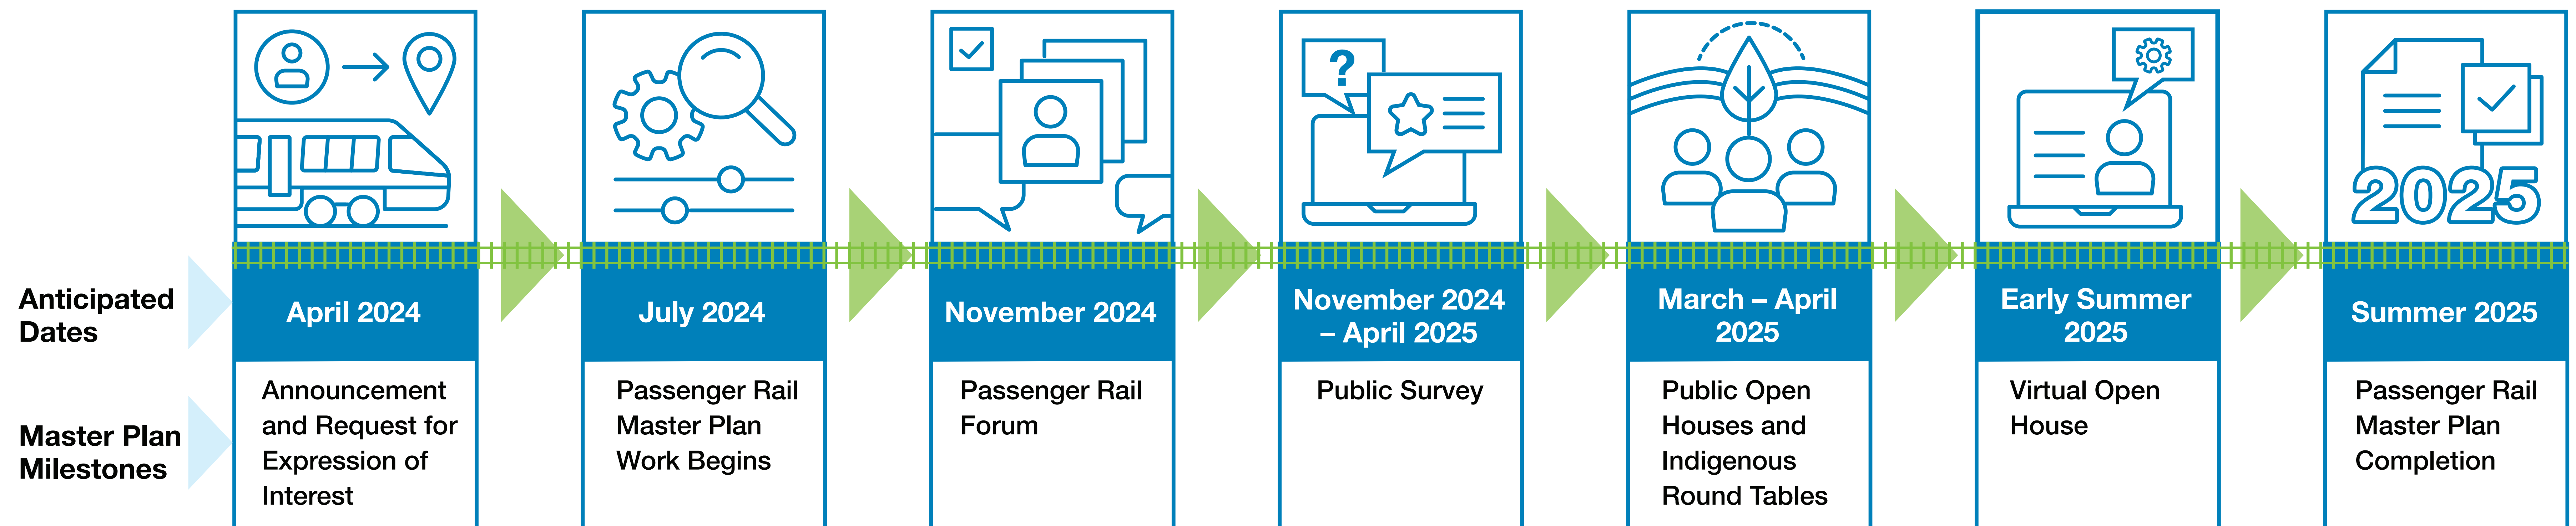 ?
2025
Anticipated
Dates
April 2024
July 2024
November 2024
November 2024
– April 2025
March – April
2025
Early Summer
2025
Summer 2025
Master Plan
Milestones
Announcement
and Request for
Expression of
Interest
Passenger Rail
Master Plan
Work Begins
Passenger Rail
Forum
Public Survey
Public Open
Houses and
Indigenous
Round Tables
Virtual Open
House
Passenger Rail
Master Plan
Completion